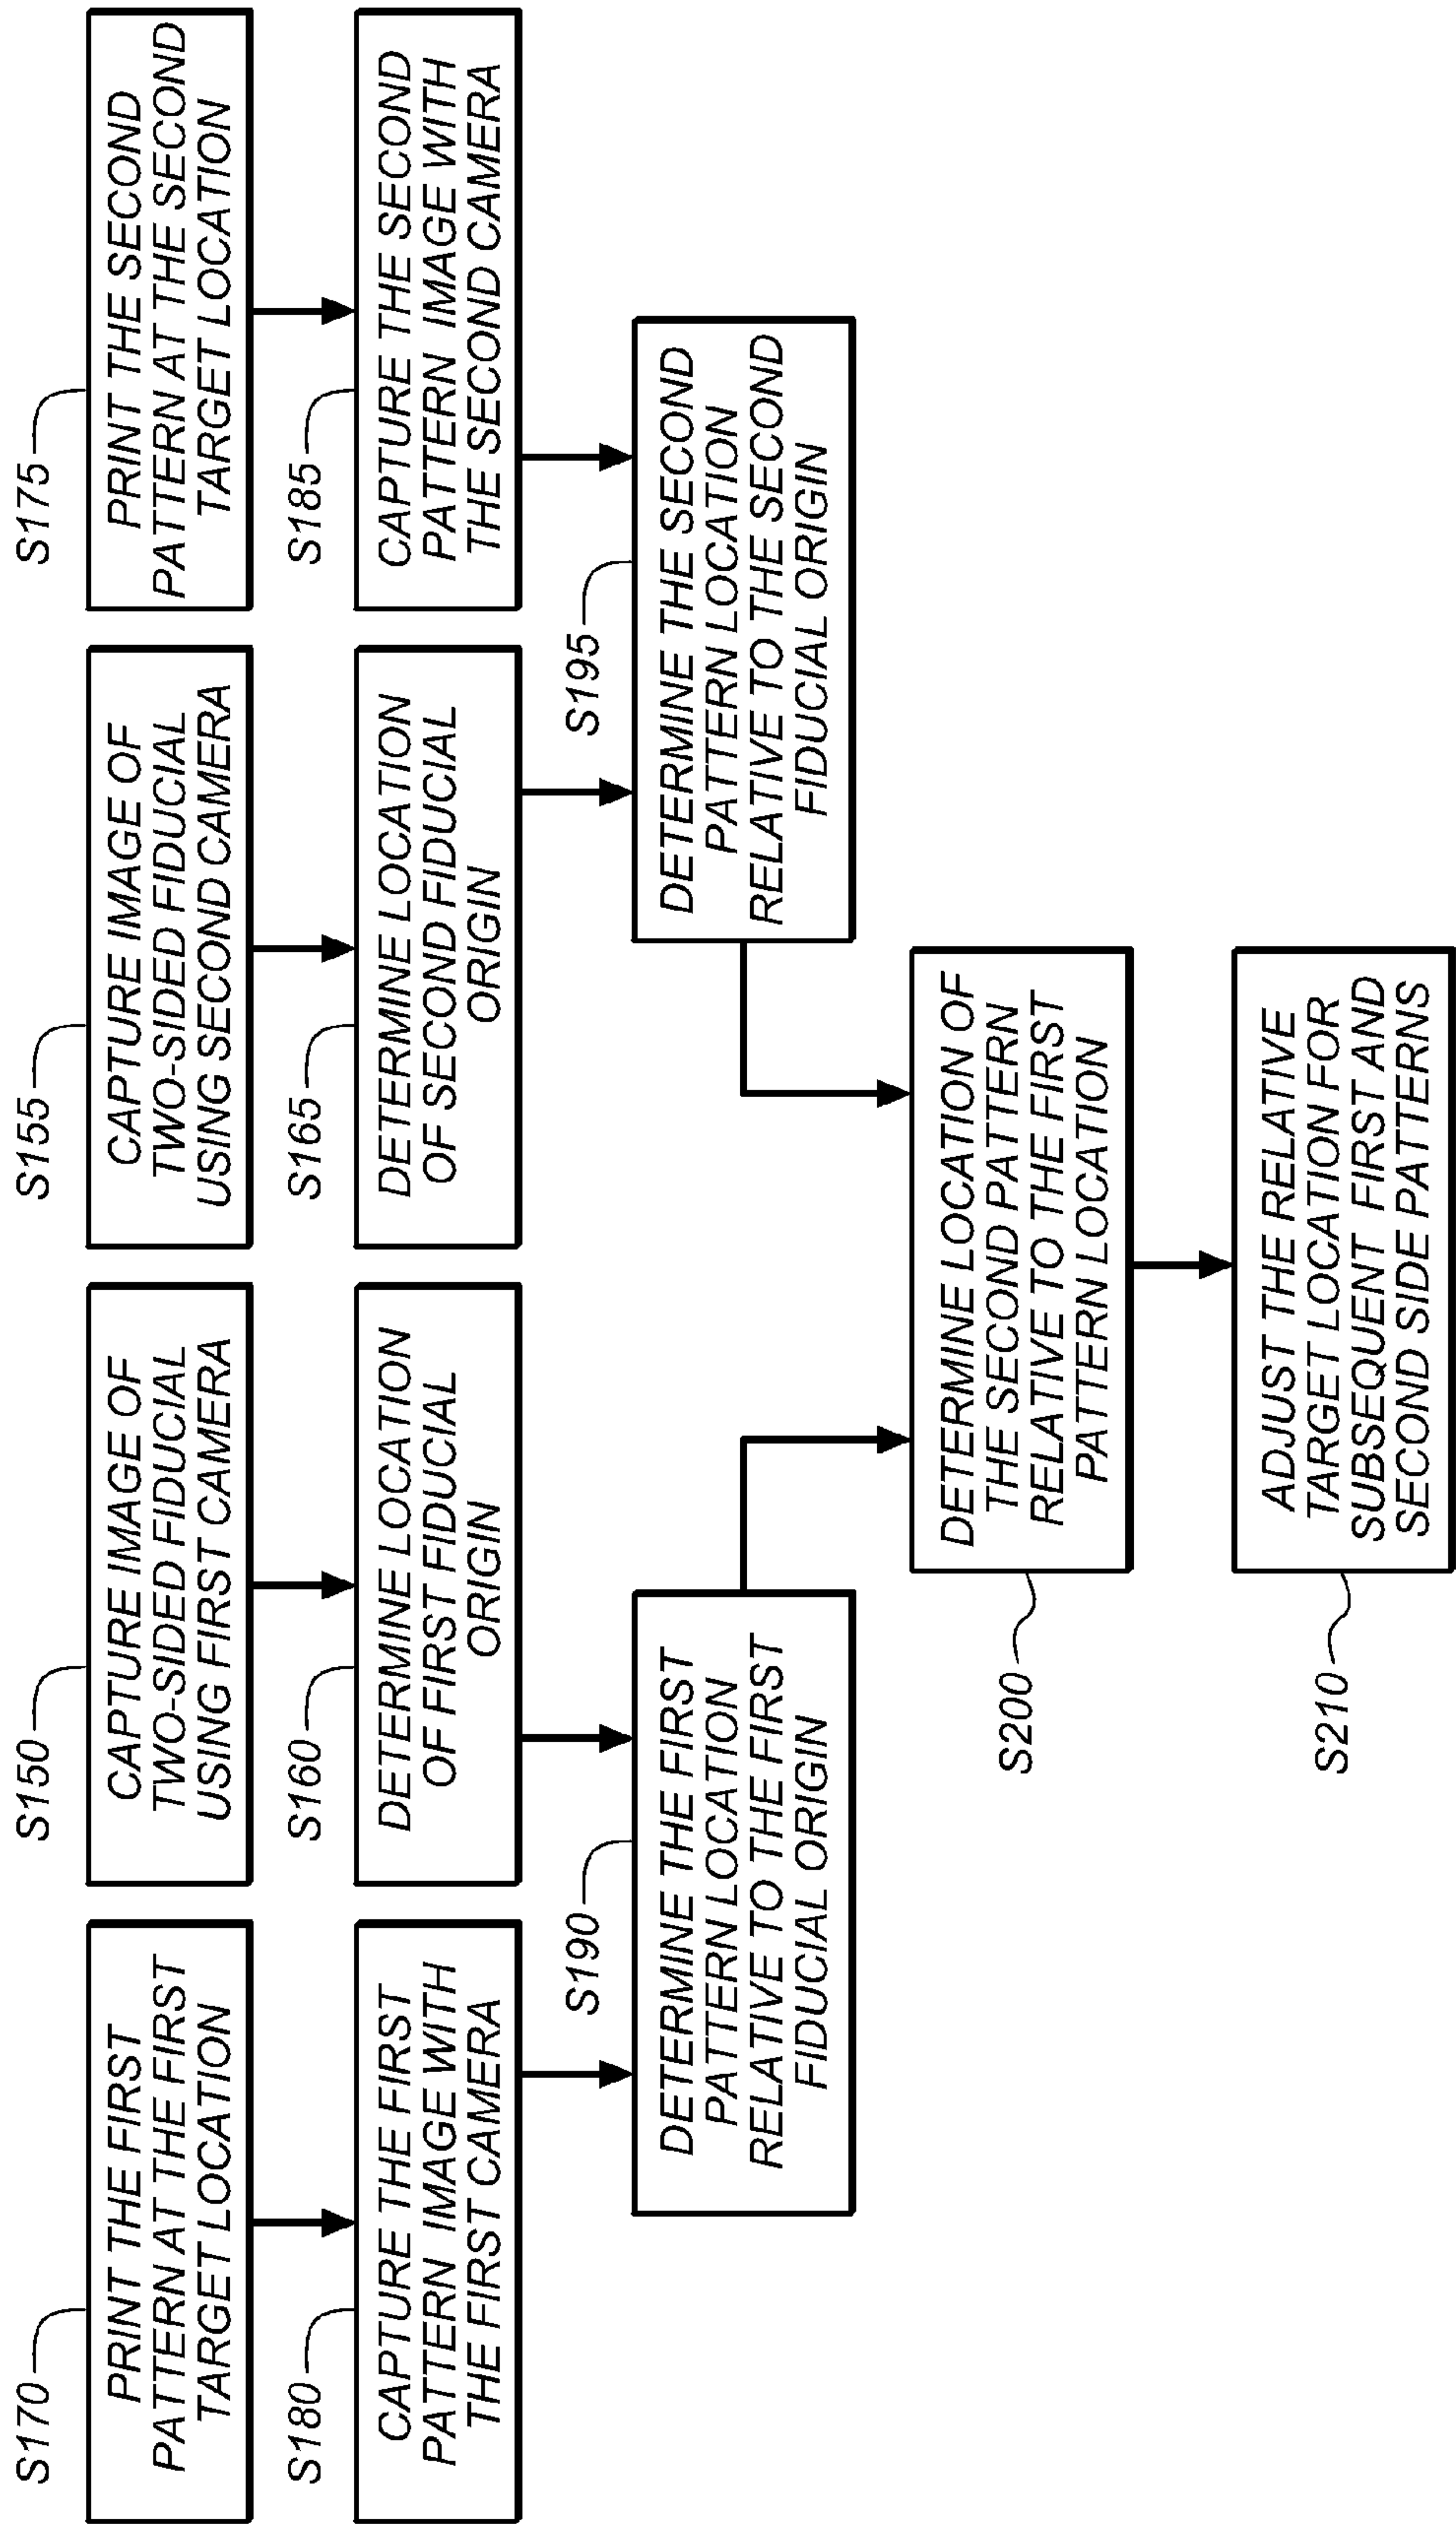 S170
PRINT THE FIRST
PATTERN AT THE FIRST
TARGET LOCATION
S150
CAPTURE IMAGE OF
TWO-SIDED FIDUCIAL
USING FIRST CAMERA
S155
CAPTURE IMAGE OF
TWO-SIDED FIDUCIAL
USING SECOND CAMERA
S175
PRINT THE SECOND
PATTERN AT THE SECOND
TARGET LOCATION
S180
CAPTURE THE FIRST
PATTERN IMAGE WITH
THE FIRST CAMERA
S160
DETERMINE LOCATION
OF FIRST FIDUCIAL
ORIGIN
S165
DETERMINE LOCATION
OF SECOND FIDUCIAL
ORIGIN
S185
CAPTURE THE SECOND
PATTERN IMAGE WITH
THE SECOND CAMERA
S190
DETERMINE THE FIRST
PATTERN LOCATION
RELATIVE TO THE FIRST
FIDUCIAL ORIGIN
S195
DETERMINE THE SECOND
PATTERN LOCATION
RELATIVE TO THE SECOND
FIDUCIAL ORIGIN
S200
DETERMINE LOCATION OF
THE SECOND PATTERN
RELATIVE TO THE FIRST
PATTERN LOCATION
S210
ADJUST THE RELATIVE
TARGET LOCATION FOR
SUBSEQUENT FIRST AND
SECOND SIDE PATTERNS